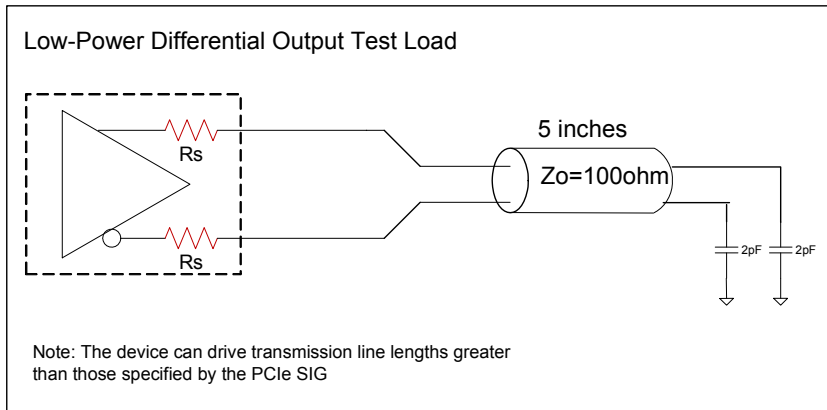 Low-Power Differential Output Test Load
Rs
5 inches
Zo=100ohm
Rs
2pF
2pF
Note: The device can drive transmission line lengths greater
than those specified by the PCIe SIG